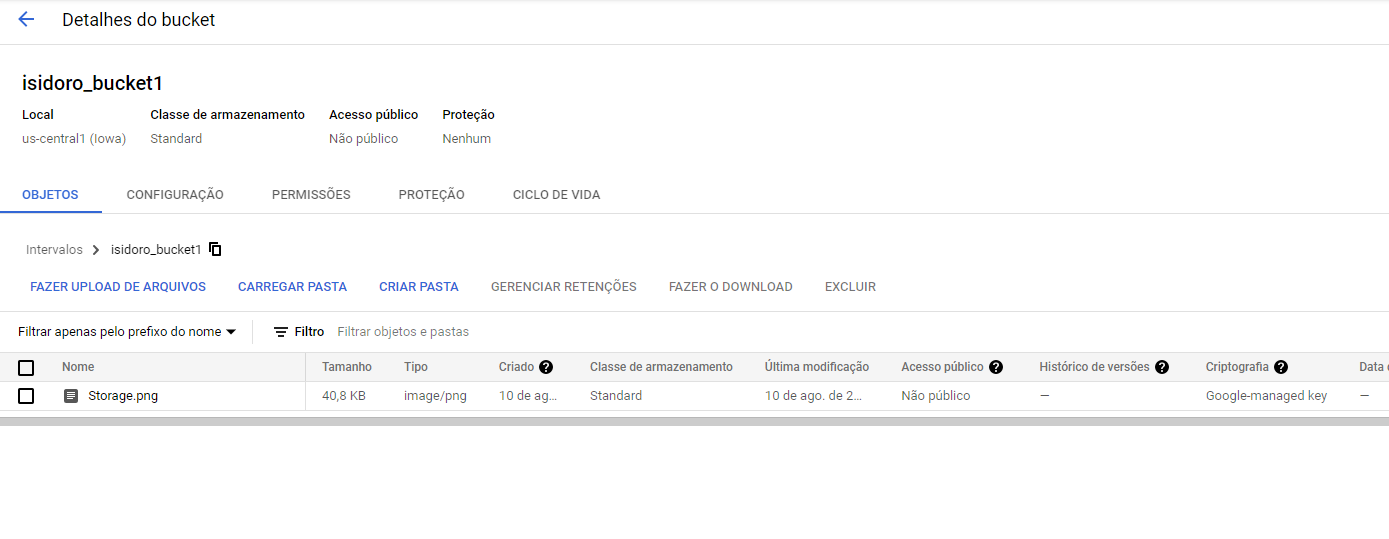 Detalhes do bucket
isidoro_bucket1
Local Classe de armazenamento Acesso público Proteção
us-central1 (Iowa) Standard Não público Nenhum
OBJETOS CONFIGURAÇÃO PERMISSÕES PROTEÇÃO CICLO DE VIDA
Intervalos isidoro_bucket1
FAZER UPLOAD DE ARQUIVOS CARREGAR PASTA CRIAR PASTA GERENCIAR RETENÇÕES FAZER O DOWNLOAD EXCLUIR
Filtrar apenas pelo prefixo do nome Filtro Filtrar objetos e pastas
Nome Tamanho Tipo Criado ? Classe de armazenamento Última modificação Acesso público ? Histórico de versões ? Criptografia ? Data
Storage.png 40,8 KB image/png 10 de ag... Standard 10 de ago. de 2... Não público — Google-managed key —